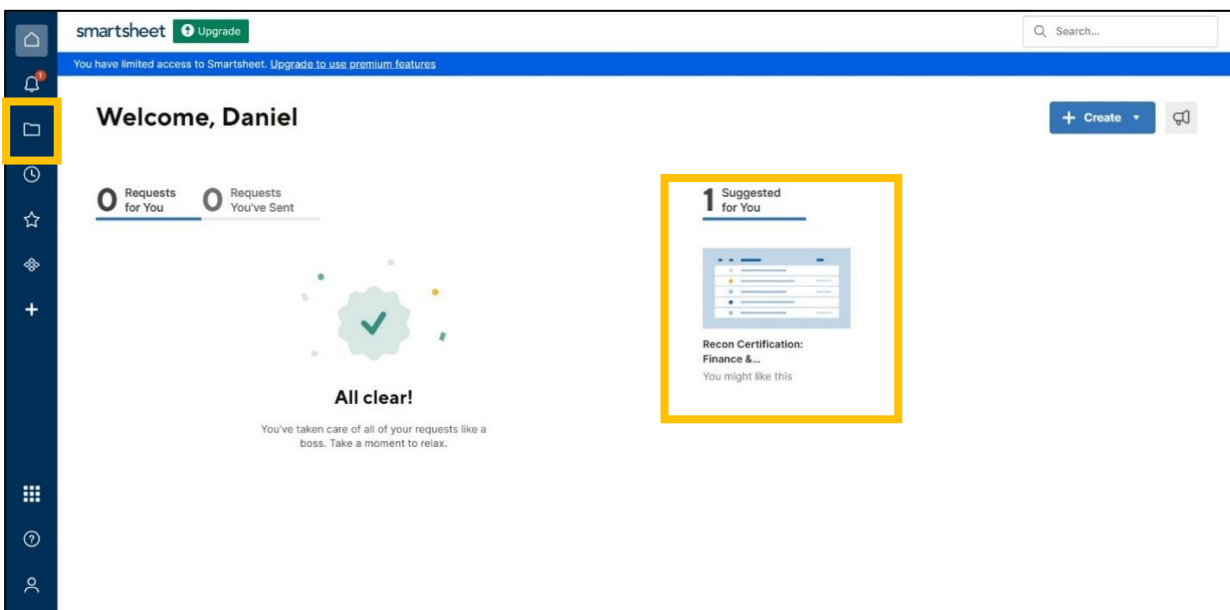 smartsheet Upgrade
Search...
You have limited access to Smartsheet. Upgrade to use premium features
1
Welcome, Daniel
+ Create
0 Requests for You
0 Requests You've Sent
1 Suggested for You
Recon Certification:
Finance &...
You might like this
All clear!
You've taken care of all of your requests like a
boss. Take a moment to relax.